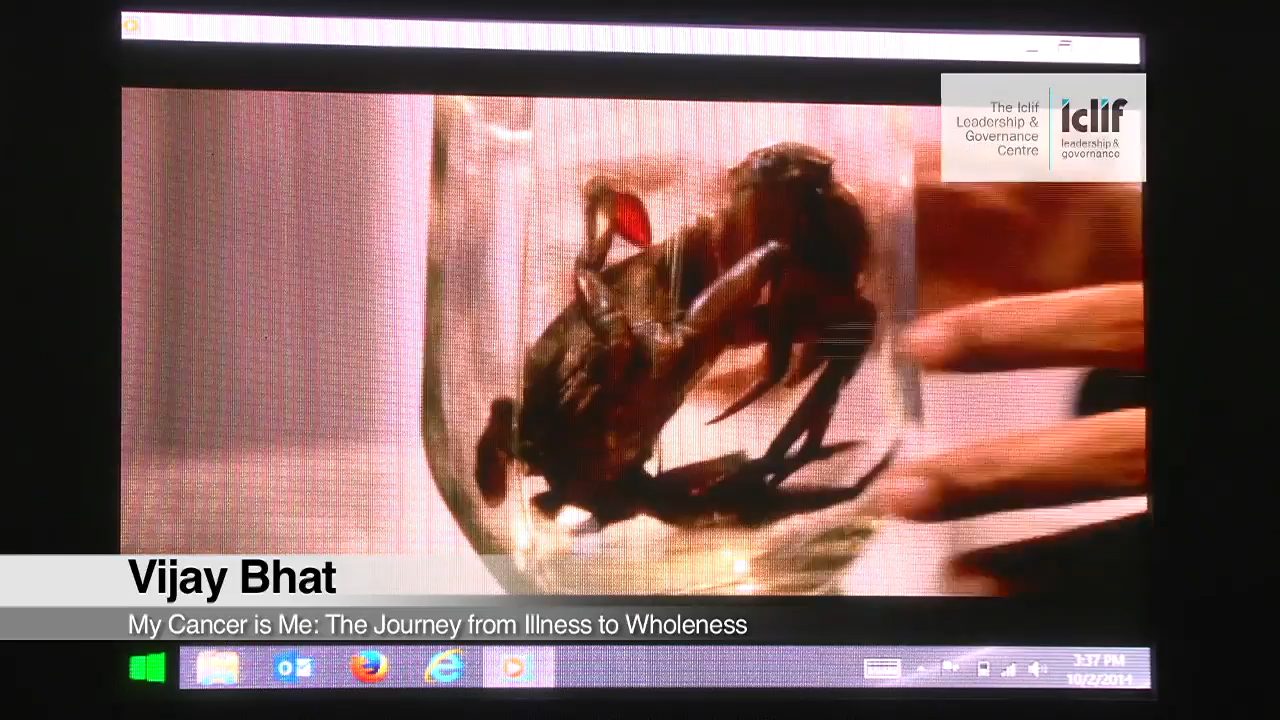 The Iclif
Leadership &
Governance
Centre
iclif
leadership &
governance
Vijay Bhat
My Cancer is Me: The Journey from Illness to Wholeness
3:37 PM
10/2/2014